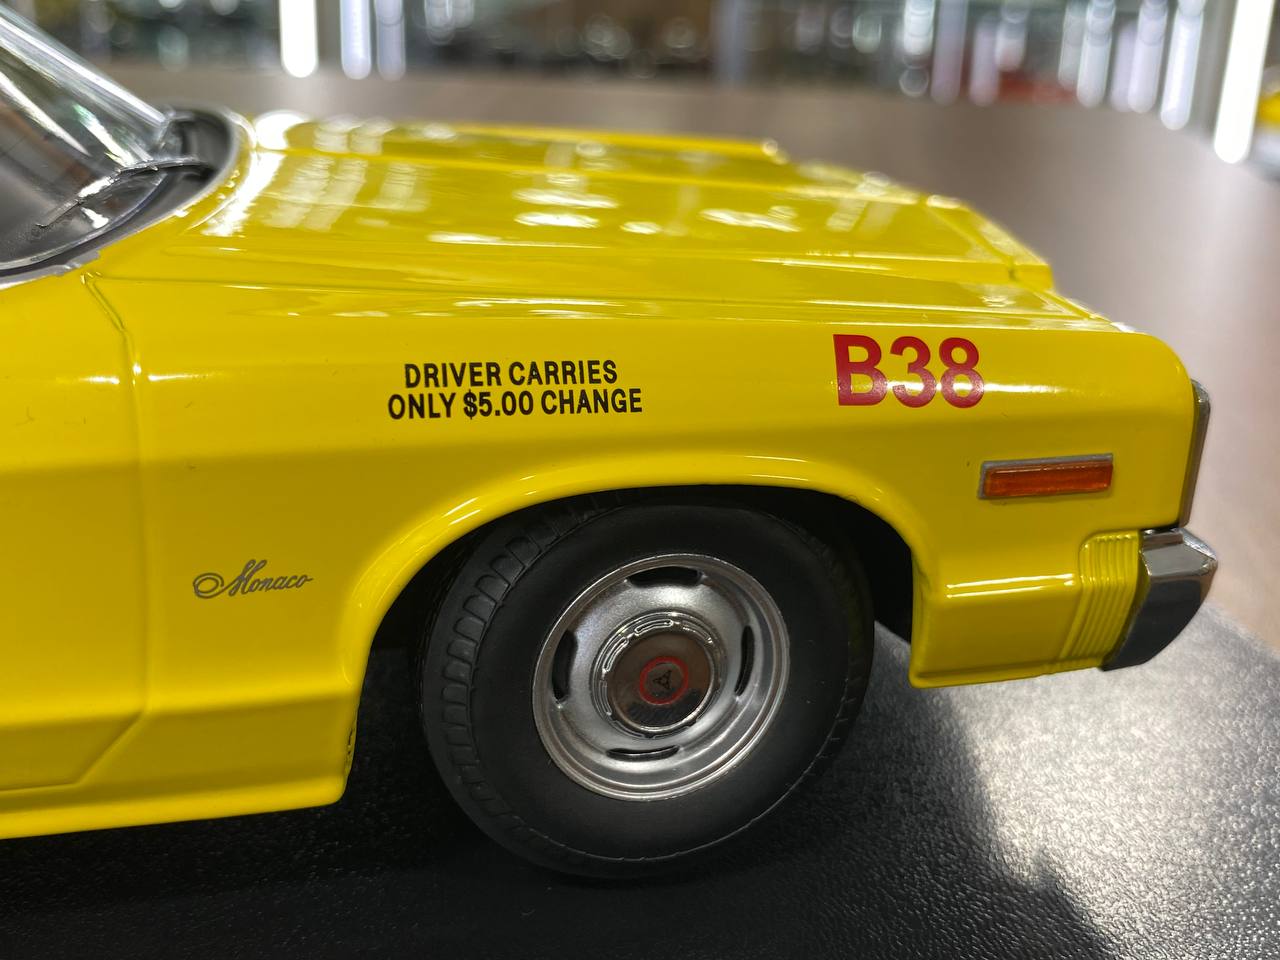 DRIVER CARRIES
ONLY $5.00 CHANGE
B38
Monaco